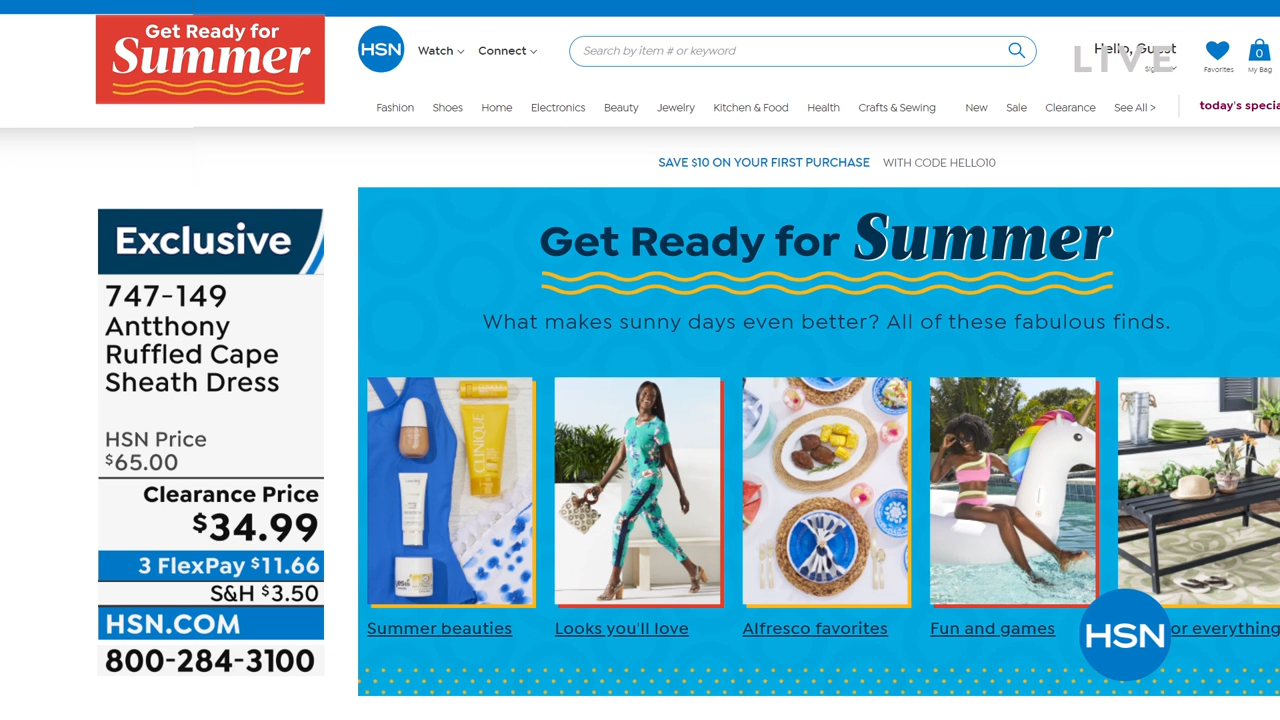 Get Ready for
Summer
HSN
Watch
Connect
Search by item # or keyword
Hello, Guest
LIVE
Favorites
0
My Bag
Fashion
Shoes
Home
Electronics
Beauty
Jewelry
Kitchen & Food
Health
Crafts & Sewing
New
Sale
Clearance
See All >
today's specia
SAVE $10 ON YOUR FIRST PURCHASE WITH CODE HELLO10
Get Ready for Summer
What makes sunny days even better? All of these fabulous finds.
Exclusive
747-149
Antthony
Ruffled Cape
Sheath Dress
HSN Price
$65.00
Clearance Price
$34.99
3 FlexPay $11.66
S&H $3.50
HSN.COM
800-284-3100
CLINIQUE
Summer beauties
Looks you'll love
Alfresco favorites
Fun and games
or everything
HSN